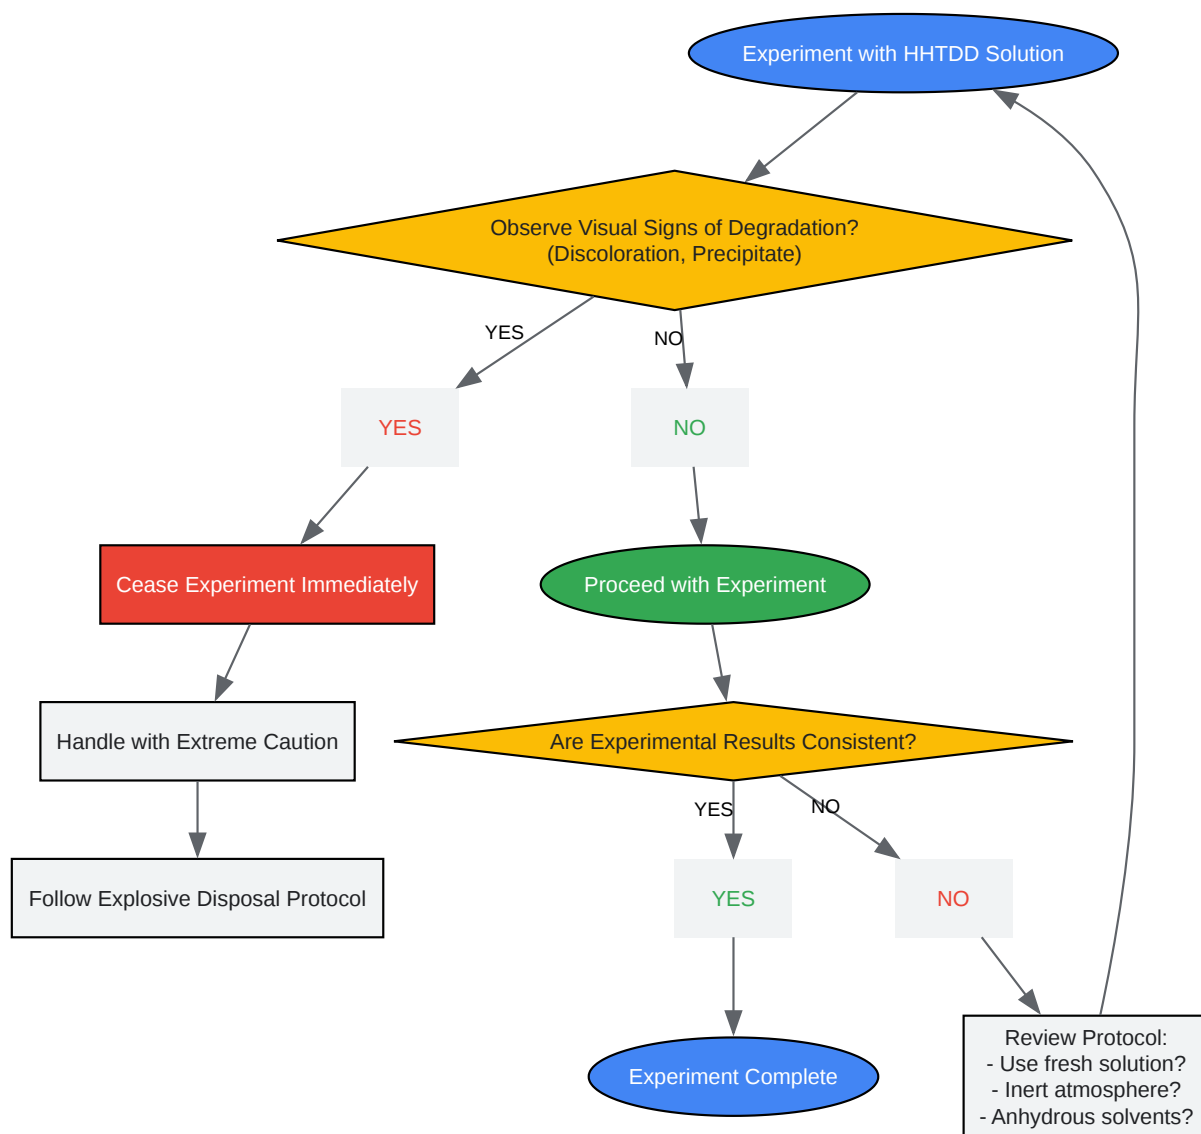 Experiment with HHTDD Solution
Observe Visual Signs of Degradation?
(Discoloration, Precipitate)
YES
NO
YES
NO
Cease Experiment Immediately
Proceed with Experiment
Handle with Extreme Caution
Are Experimental Results Consistent?
YES
NO
Follow Explosive Disposal Protocol
YES
NO
Experiment Complete
Review Protocol:
- Use fresh solution?
- Inert atmosphere?
- Anhydrous solvents?